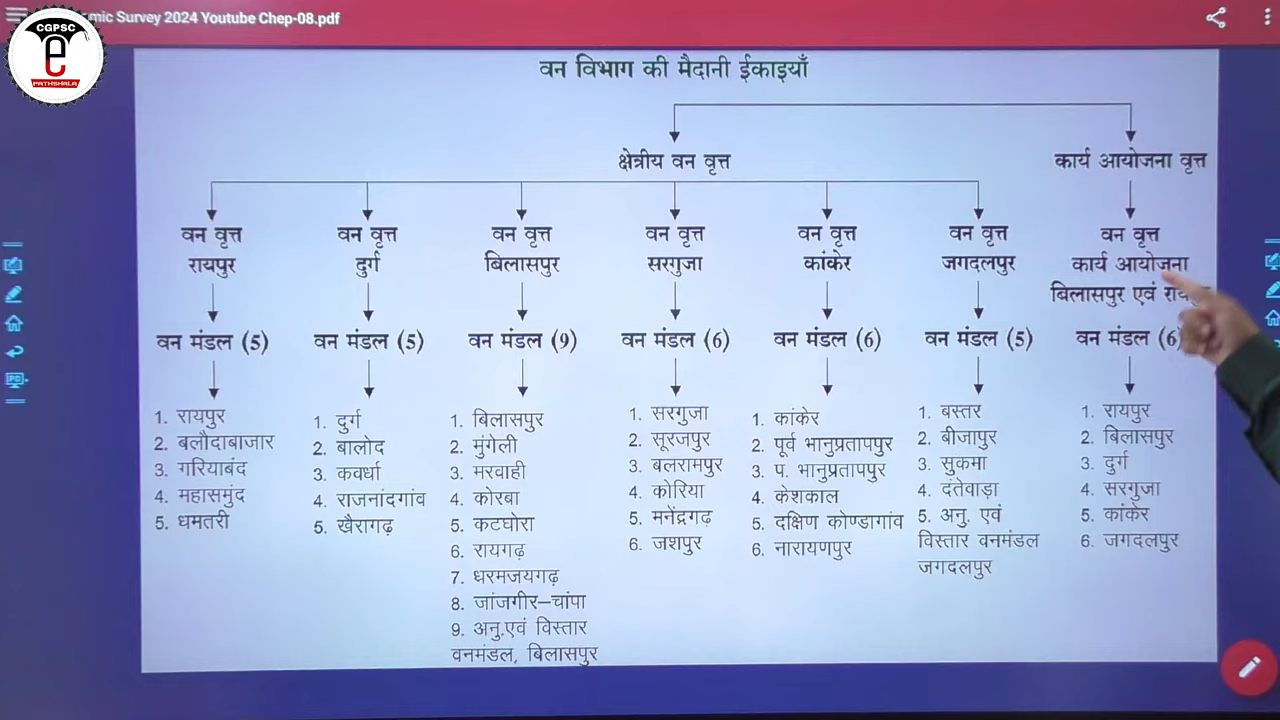 CGPSC
e
PATHSHALA
mic Survey 2024 Youtube Chep-08.pdf
वन विभाग की मैदानी ईकाइयाँ
क्षेत्रीय वन वृत्त
कार्य आयोजना वृत्त
वन वृत्त
रायपुर
वन मंडल (5)
1. रायपुर
2. बलौदाबाजार
3. गरियाबंद
4. महासमुंद
5. धमतरी
वन वृत्त
दुर्ग
वन मंडल (5)
1. दुर्ग
2. बालोद
3. कवर्धा
4. राजनांदगांव
5. खैरागढ़
वन वृत्त
बिलासपुर
वन मंडल (9)
1. बिलासपुर
2. मुंगेली
3. मरवाही
4. कोरबा
5. कटघोरा
6. रायगढ़
7. धरमजयगढ़
8. जांजगीर–चांपा
9. अनु.एवं विस्तार
वनमंडल, बिलासपुर
वन वृत्त
सरगुजा
वन मंडल (6)
1. सरगुजा
2. सूरजपुर
3. बलरामपुर
4. कोरिया
5. मनेंद्रगढ़
6. जशपुर
वन वृत्त
कांकेर
वन मंडल (6)
1. कांकेर
2. पूर्व भानुप्रतापपुर
3. प. भानुप्रतापपुर
4. केशकाल
5. दक्षिण कोण्डागांव
6. नारायणपुर
वन वृत्त
जगदलपुर
वन मंडल (5)
1. बस्तर
2. बीजापुर
3. सुकमा
4. दंतेवाड़ा
5. अनु. एवं
विस्तार वनमंडल
जगदलपुर
वन वृत्त
कार्य आयोजना
बिलासपुर एवं
वन मंडल (6)
1. रायपुर
2. बिलासपुर
3. दुर्ग
4. सरगुजा
5. कांकेर
6. जगदलपुर